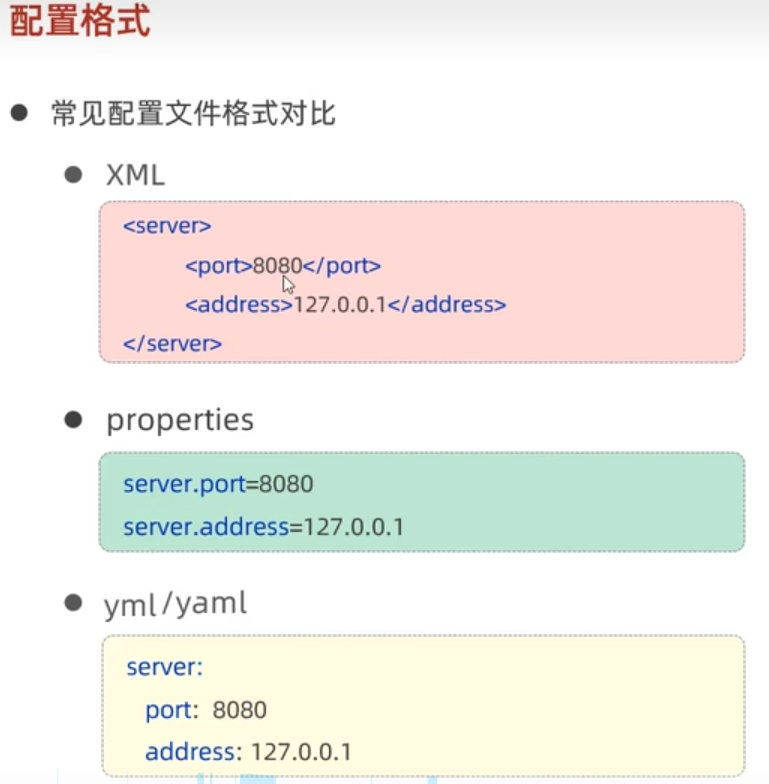 配置格式
常见配置文件格式对比
XML
<server>
<port>8080</port>
<address>127.0.0.1</address>
</server>
properties
server.port=8080
server.address=127.0.0.1
yml/yaml
server:
port: 8080
address: 127.0.0.1